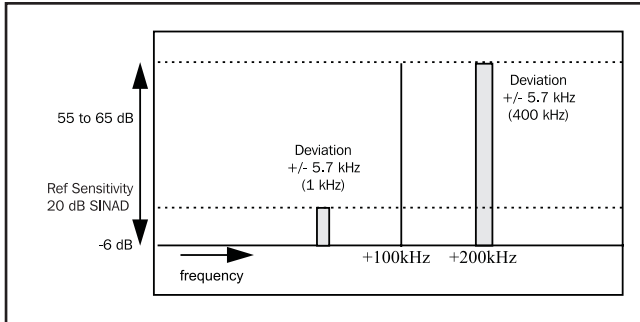 55 to 65 dB
Ref Sensitivity
20 dB SINAD
-6 dB
Deviation
+/- 5.7 kHz
(1 kHz)
Deviation
+/- 5.7 kHz
(400 kHz)
frequency
+100kHz
+200kHz